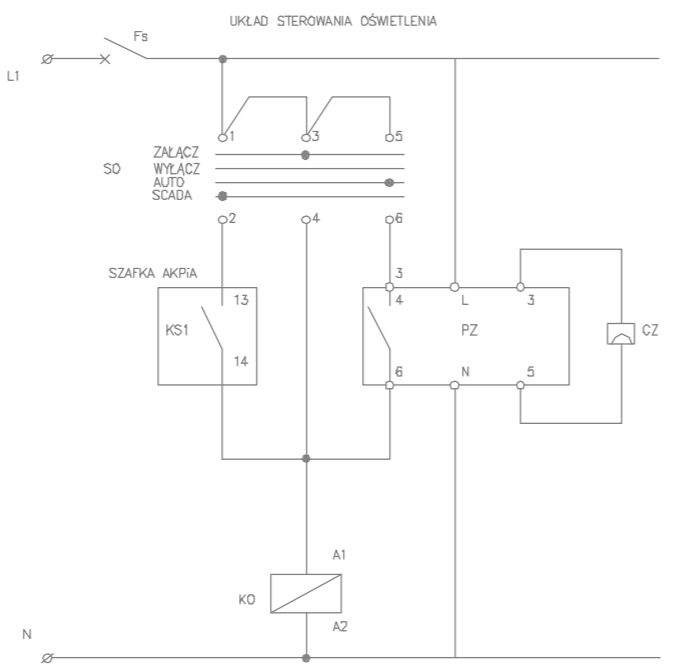 UKŁAD STEROWANIA OŚWIETLENIA
Fs
L1
1 3 5
SO
ZAŁĄCZ
WYŁĄCZ
AUTO
SCADA
2 4 6
SZAFKA AKPiA
3
13 4 L 3
KS1 PZ CZ
14
6 N 5
A1
KO
A2
N